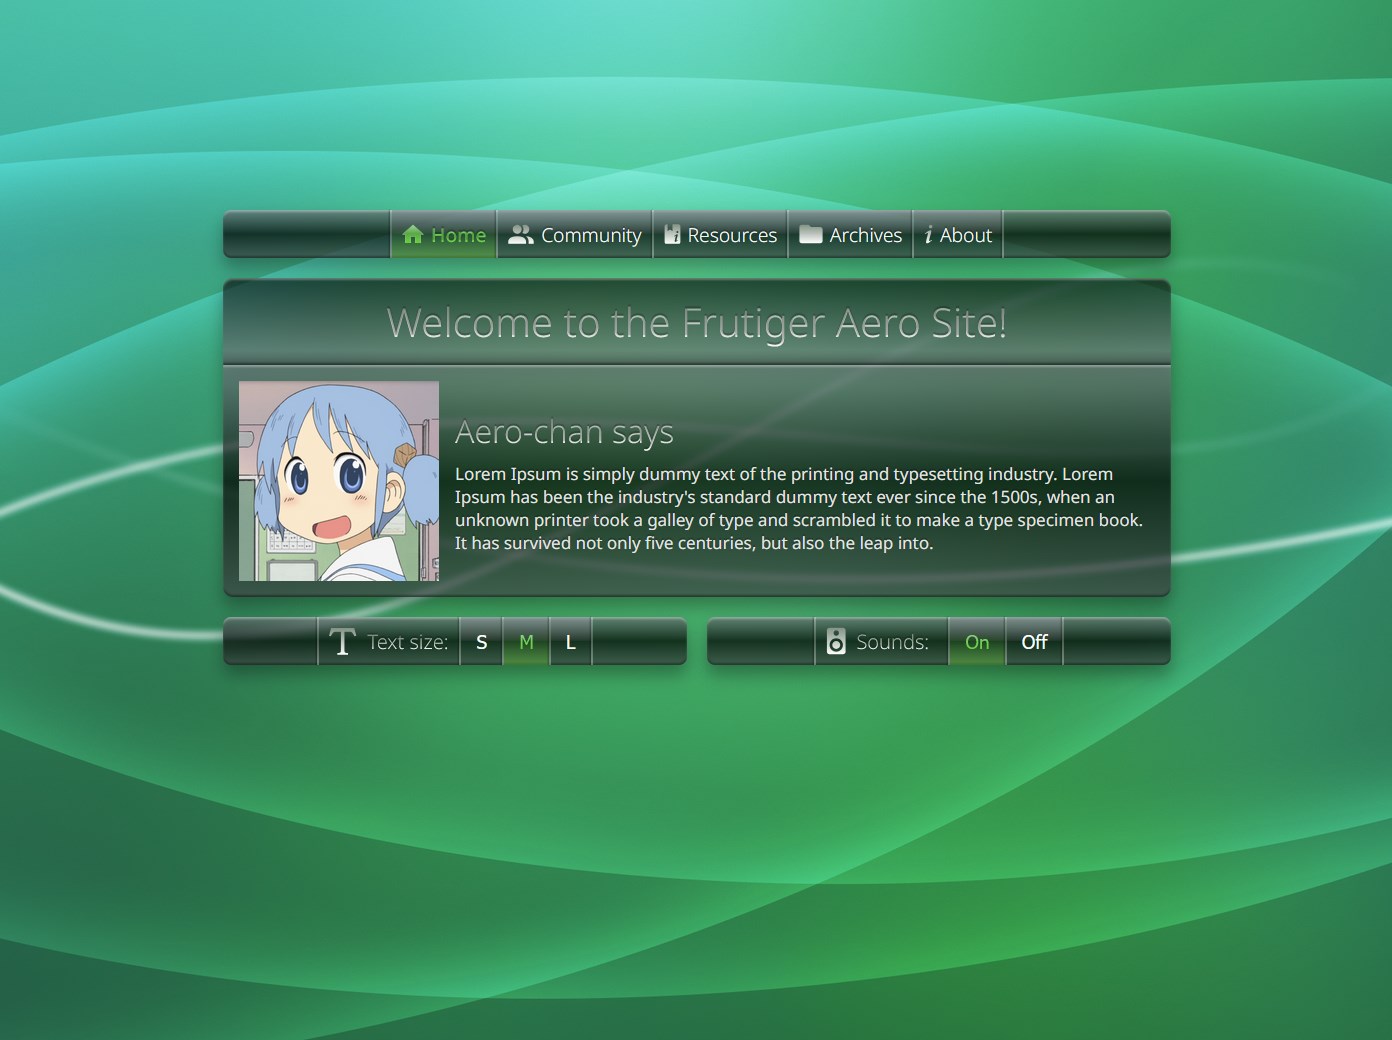 Home Community Resources Archives About
Welcome to the Frutiger Aero Site!
Aero-chan says
Lorem Ipsum is simply dummy text of the printing and typesetting industry. Lorem
Ipsum has been the industry's standard dummy text ever since the 1500s, when an
unknown printer took a galley of type and scrambled it to make a type specimen book.
It has survived not only five centuries, but also the leap into.
Text size: S M L
Sounds: On Off